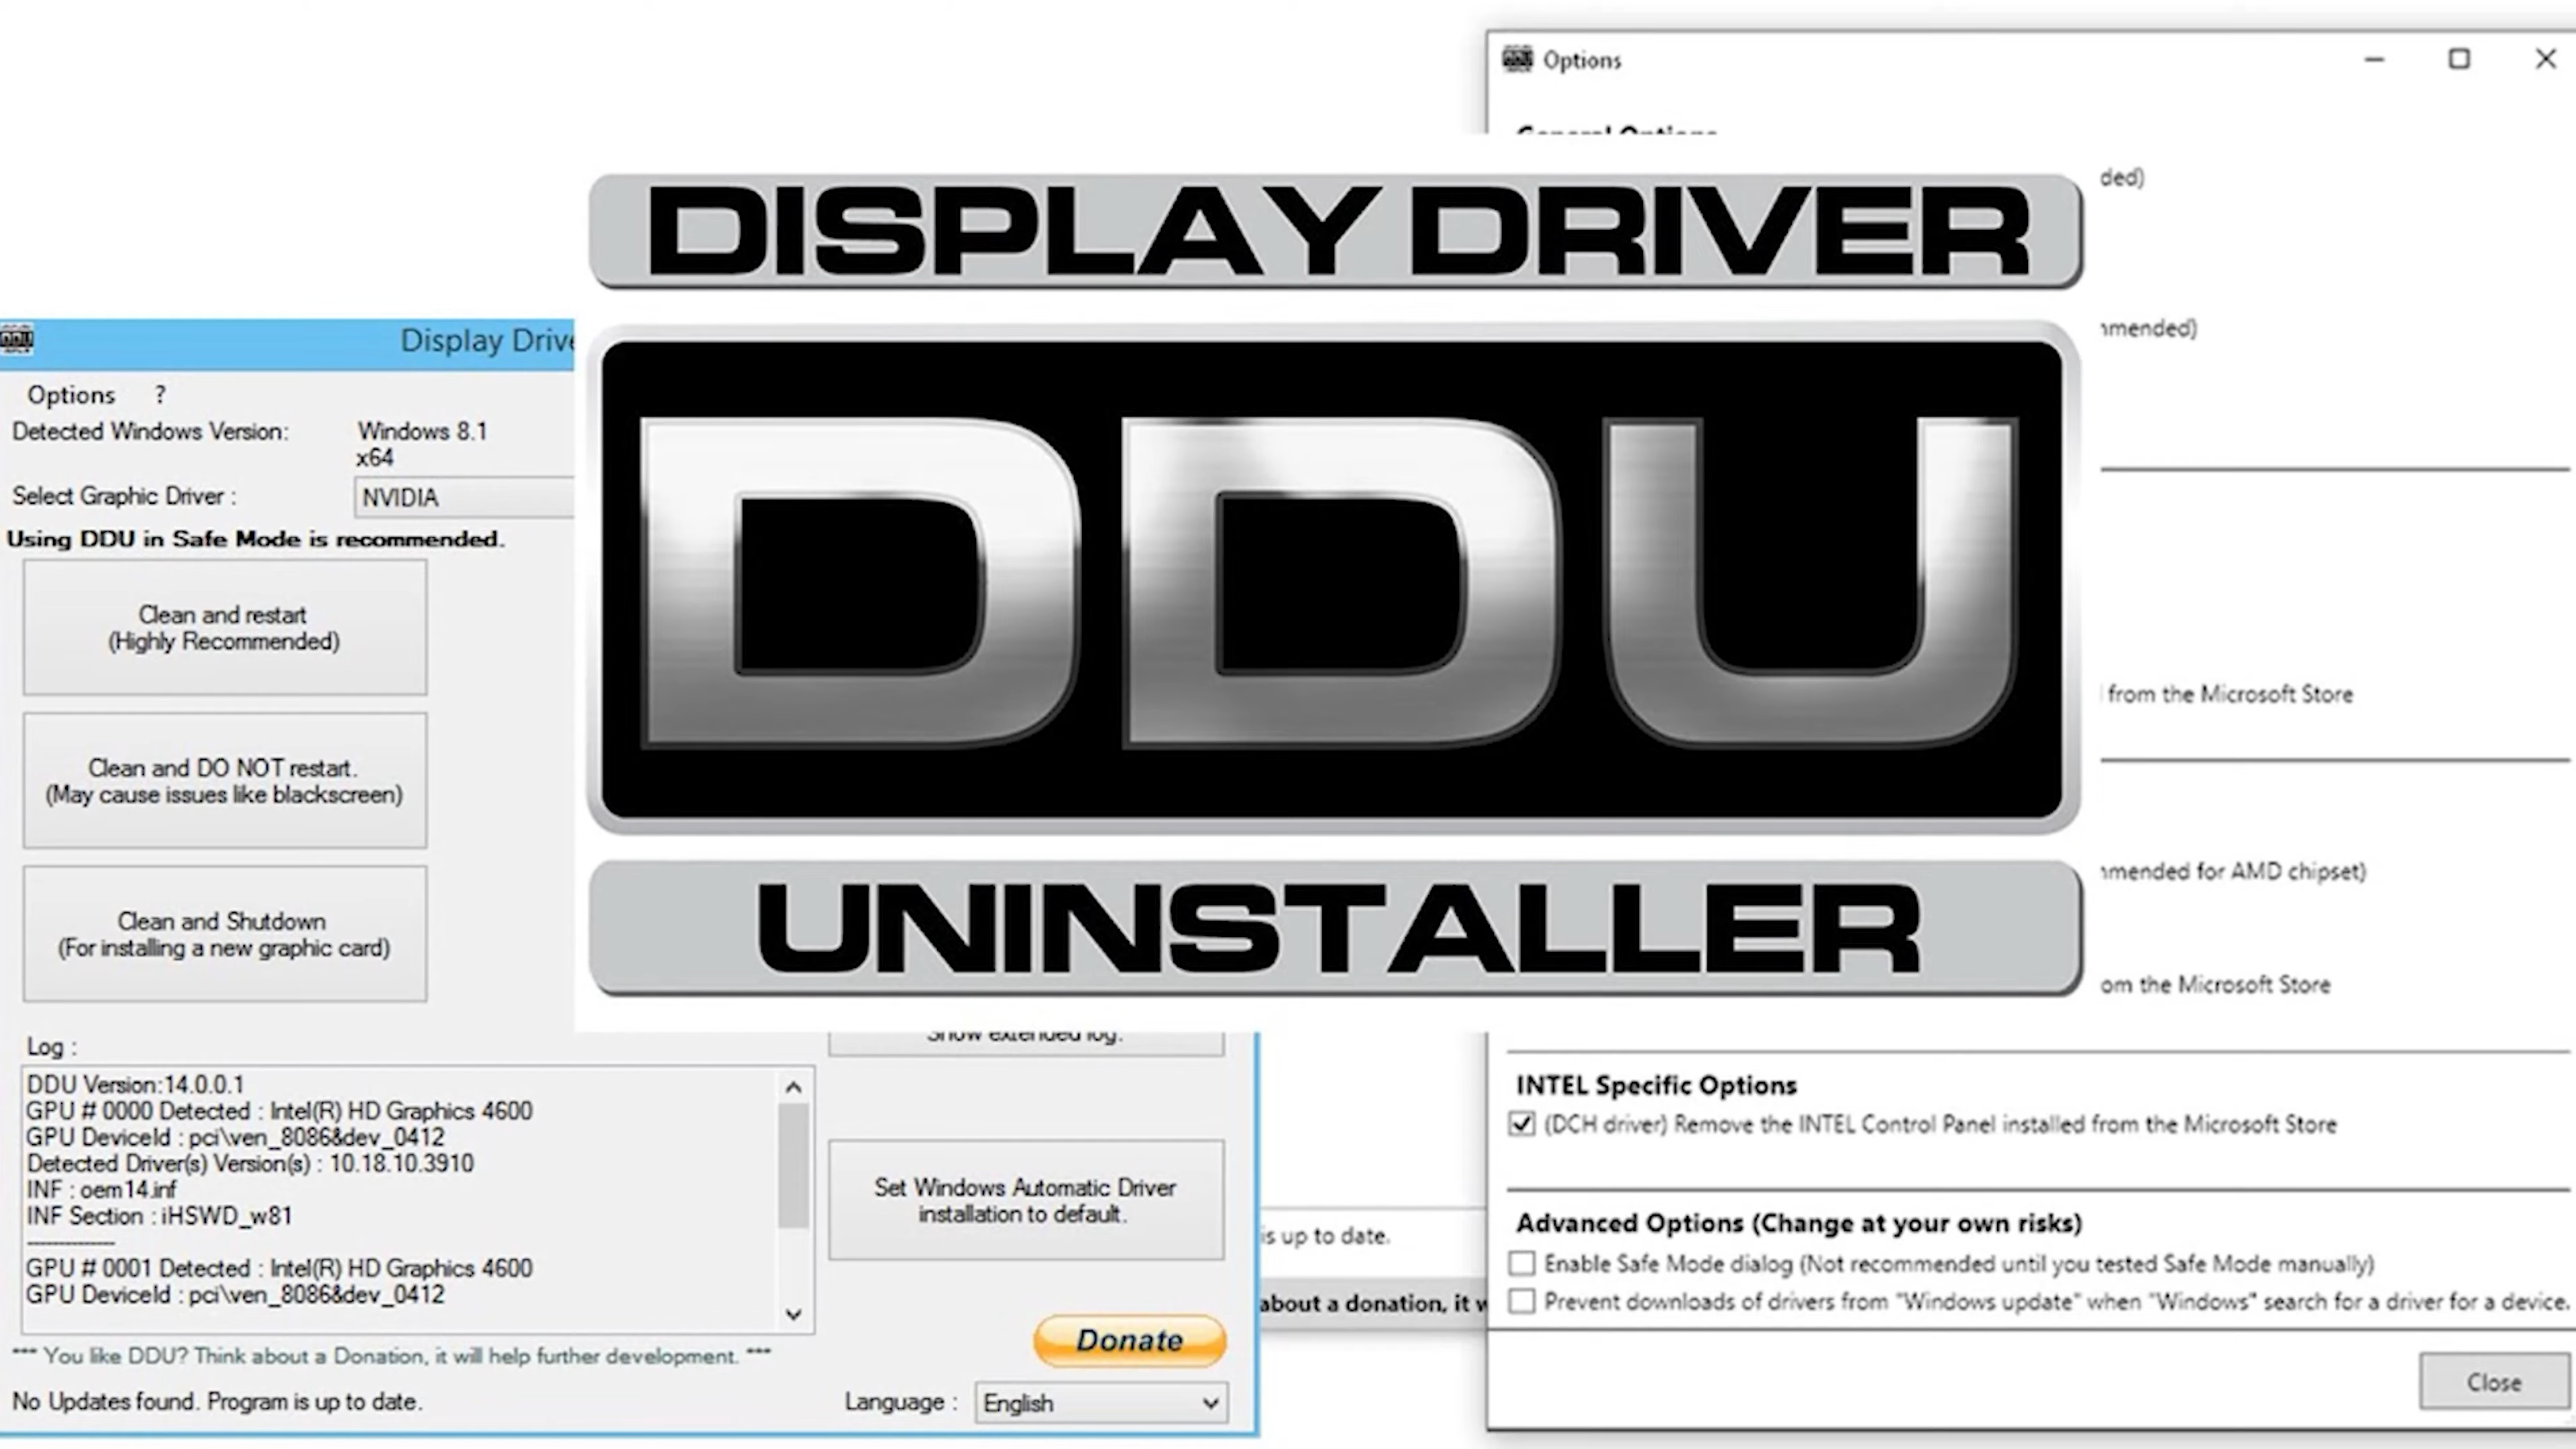 DISPLAY DRIVER
DDU
UNINSTALLER
Display
Options ?
Detected Windows Version: Windows 8.1
x64
Select Graphic Driver : NVIDIA
Using DDU in Safe Mode is recommended.
Clean and restart
(Highly Recommended)
Clean and DO NOT restart.
(May cause issues like blackscreen)
Clean and Shutdown
(For installing a new graphic card)
Show extended log.
Log :
DDU Version:14.0.0.1
GPU # 0000 Detected : Intel(R) HD Graphics 4600
GPU DeviceId : pci\ven_8086&dev_0412
Detected Driver(s) Version(s) : 10.18.10.3910
INF : oem14.inf
INF Section : iHSWD_w81
---------------
GPU # 0001 Detected : Intel(R) HD Graphics 4600
GPU DeviceId : pci\ven_8086&dev_0412
Set Windows Automatic Driver
installation to default.
Donate
*** You like DDU? Think about a Donation, it will help further development. ***
No Updates found. Program is up to date.
Language : English
is up to date.
about a donation, it
Options
General Options
from the Microsoft Store
for AMD chipset)
the Microsoft Store
INTEL Specific Options
(DCH driver) Remove the INTEL Control Panel installed from the Microsoft Store
Advanced Options (Change at your own risks)
Enable Safe Mode dialog (Not recommended until you tested Safe Mode manually)
Prevent downloads of drivers from "Windows update" when "Windows" search for a driver for a device.
Close